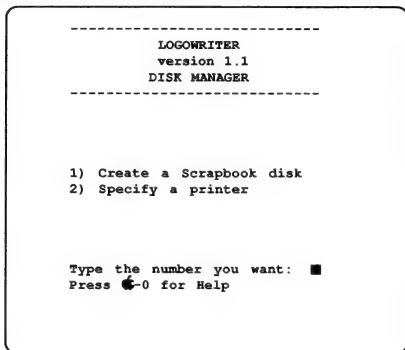 ------------------------------
LOGOWRITER
version 1.1
DISK MANAGER
------------------------------
1) Create a Scrapbook disk
2) Specify a printer
Type the number you want: ■
Press -0 for Help